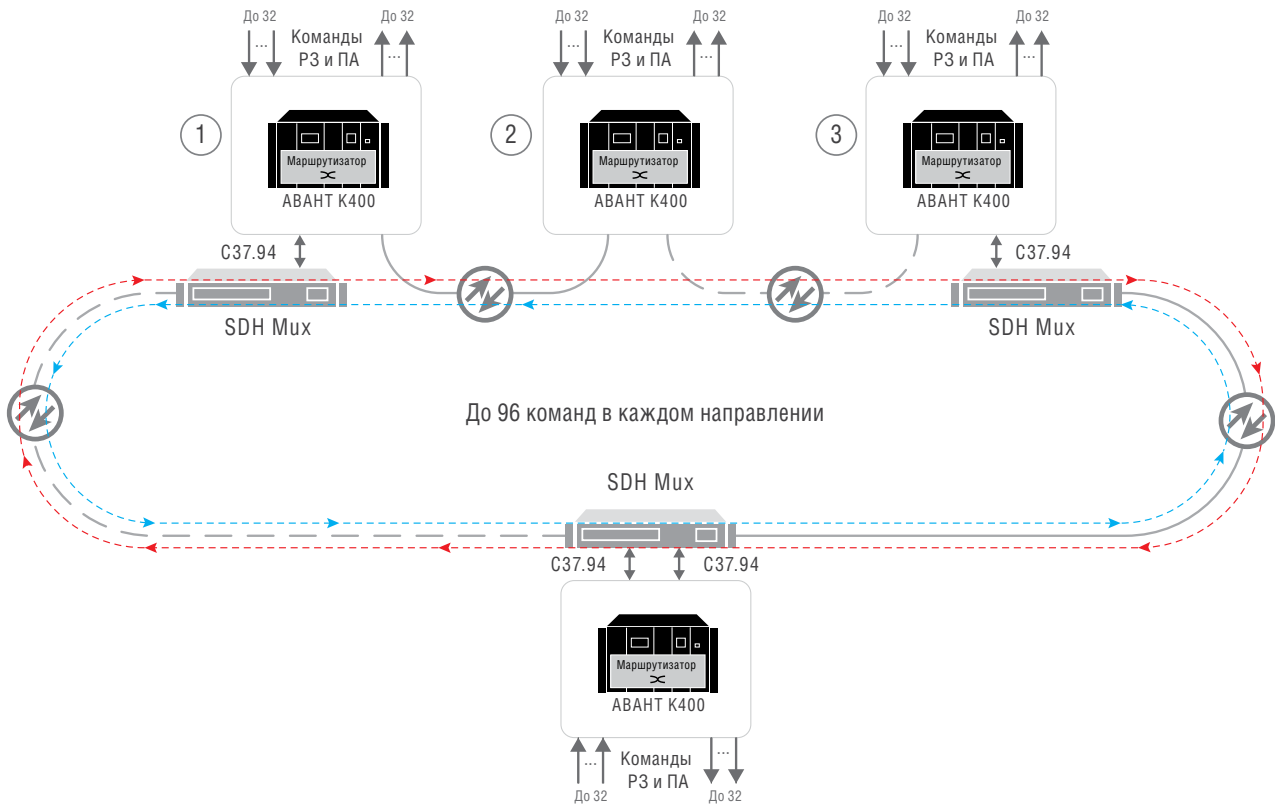 До 32
До 32
До 32
До 32
До 32
До 32
...
Команды
РЗ и ПА
...
...
Команды
РЗ и ПА
...
...
Команды
РЗ и ПА
...
1
2
3
Маршрутизатор
Маршрутизатор
Маршрутизатор
АВАНТ К400
АВАНТ К400
АВАНТ К400
C37.94
C37.94
SDH Mux
SDH Mux
До 96 команд в каждом направлении
SDH Mux
C37.94
C37.94
Маршрутизатор
АВАНТ К400
...
Команды
РЗ и ПА
...
До 32
До 32